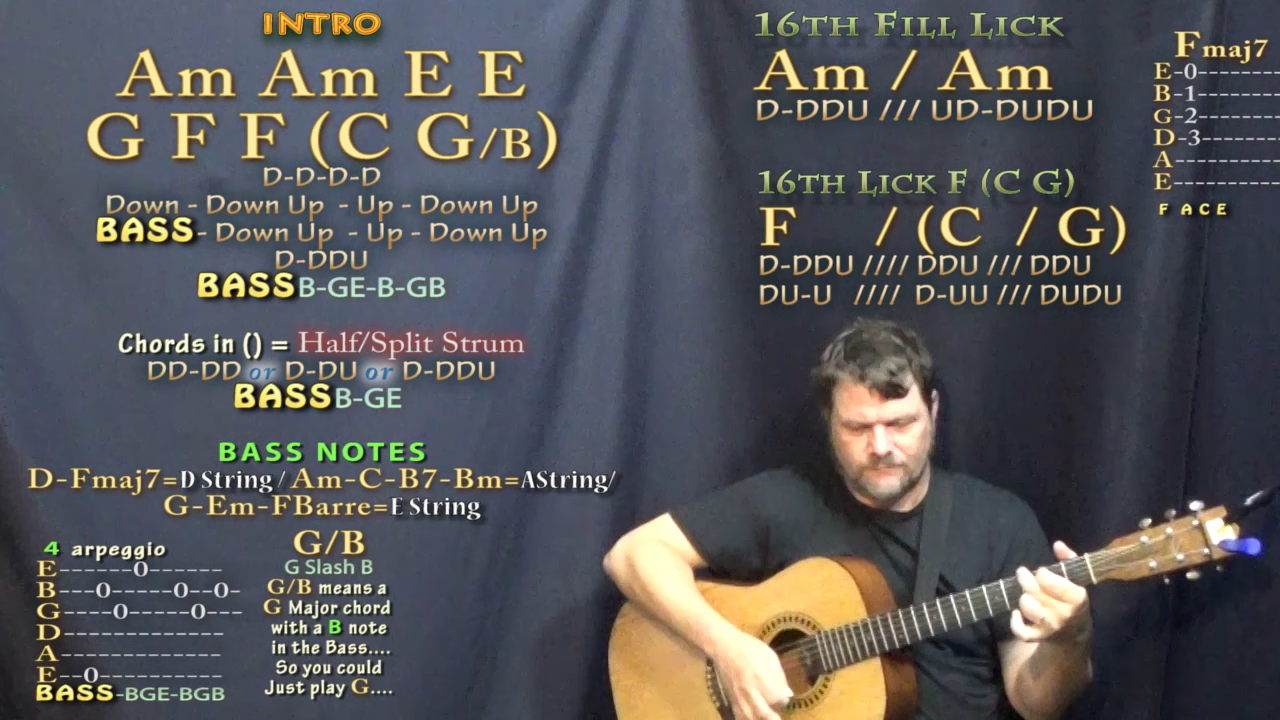 INTRO
Am Am E E
G F F (C G/B)
D-D-D-D
Down - Down Up - Up - Down Up
BASS - Down Up - Up - Down Up
D-DDU
BASS B-GE-B-GB
Chords in () = Half/Split Strum
DD-DD or D-DU or D-DDU
BASS B-GE
BASS NOTES
D-Fmaj7=D String / Am-C-B7-Bm=AString/
G-Em-FBarre=E String
4 arpeggio
E------0------
B---0-----0--0-
G----0-----0---
D-------------
A-------------
E--0----------
BASS-BGE-BGB
G/B
G Slash B
G/B means a
G Major chord
with a B note
in the Bass....
So you could
Just play G....
16TH FILL LICK
Am / Am
D-DDU /// UD-DUDU
16TH LICK F (C G)
F / (C / G)
D-DDU //// DDU /// DDU
DU-U //// D-UU /// DUDU
Fmaj7
E-0--------
B-1--------
G-2--------
D-3--------
A----------
E----------
F A C E